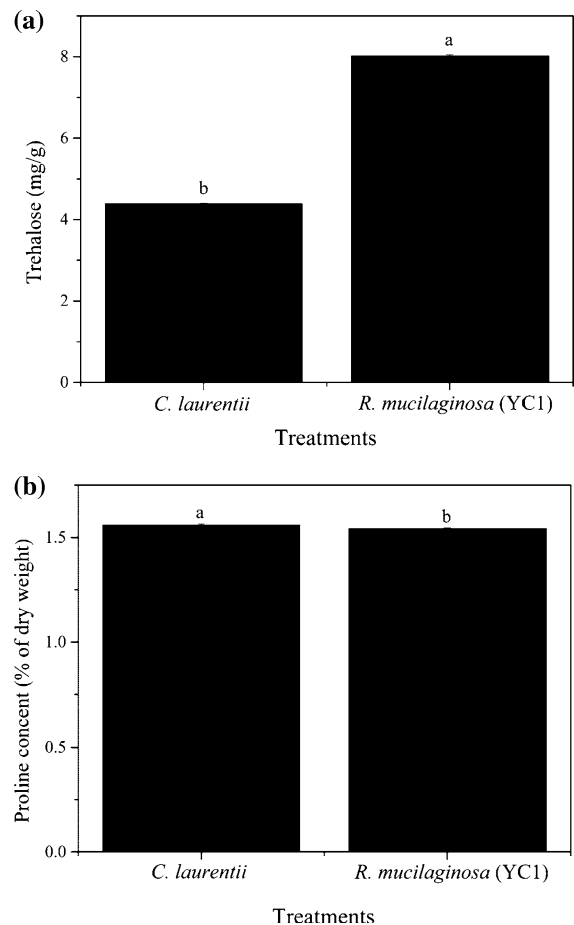 (a)
Trehalose (mg/g)
8
6
4
2
0
b
a
C. laurentii
R. mucilaginosa (YC1)
Treatments
(b)
Proline concent (% of dry weight)
1.5
1.0
0.5
0.0
a
b
C. laurentii
R. mucilaginosa (YC1)
Treatments